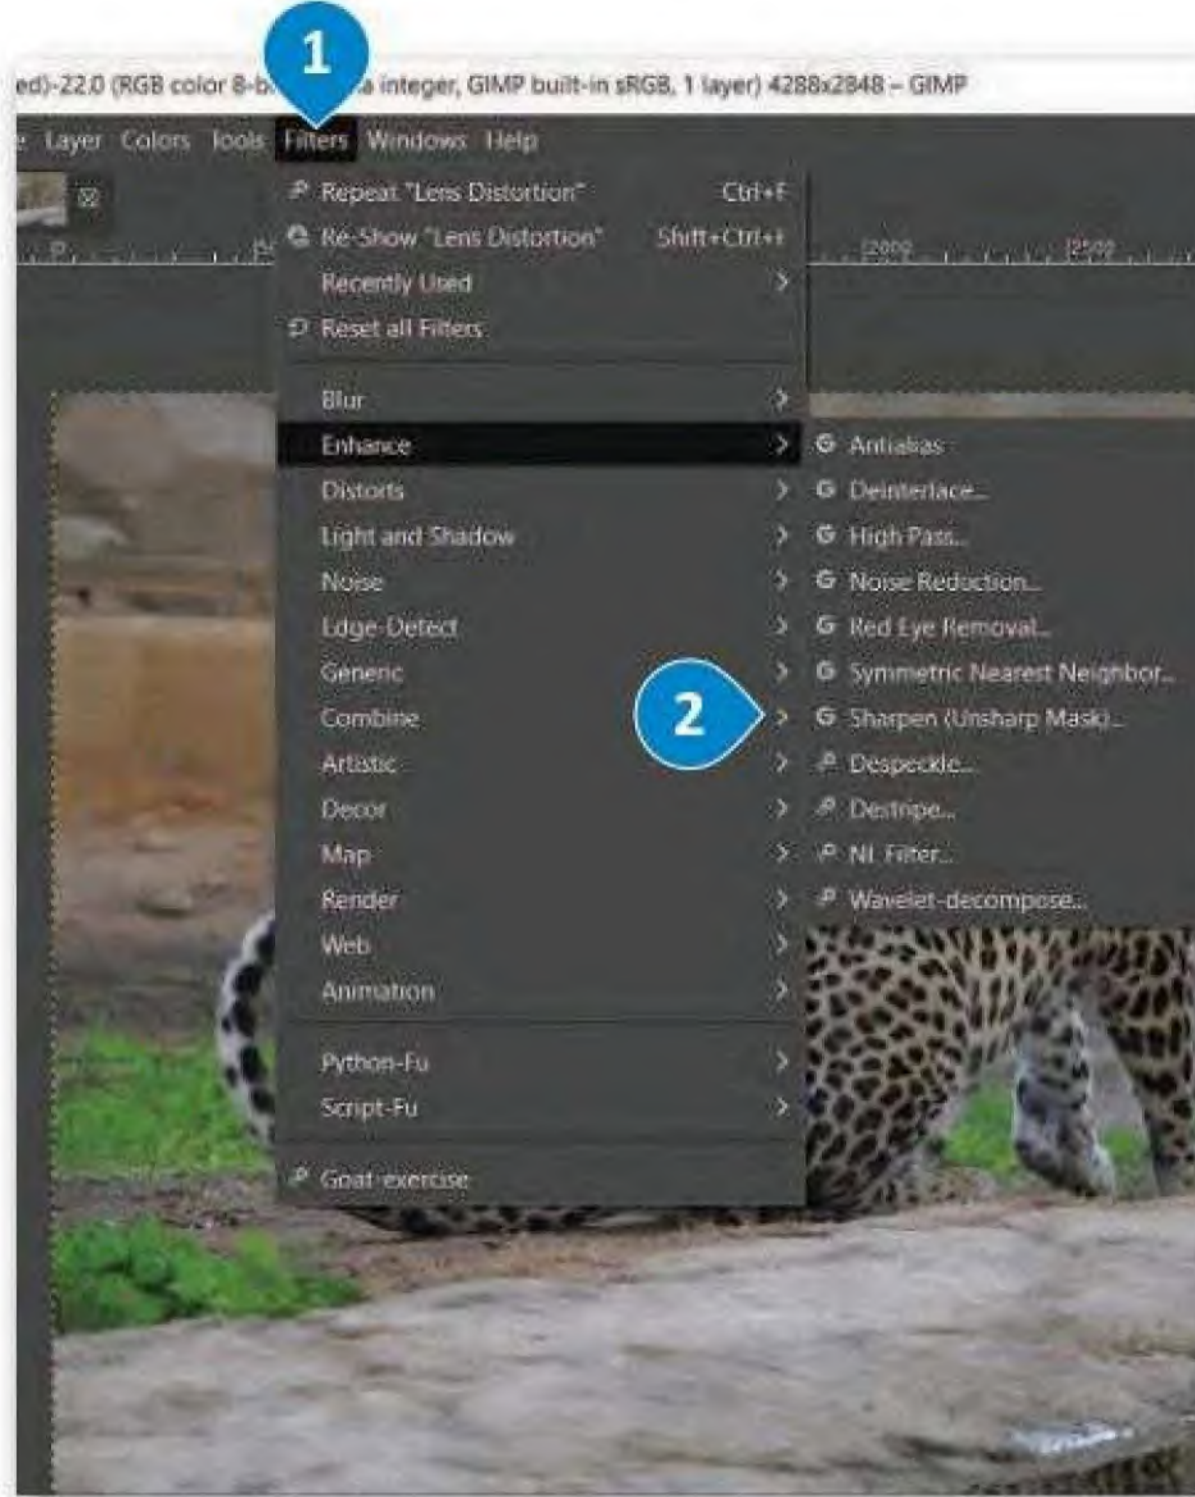 1
ed)-22.0 (RGB color 8-b a integer, GIMP built-in sRGB, 1 layer) 4288x2848 – GIMP
e Layer Colors Tools Filters Windows Help
Repeat "Lens Distortion" Ctrl+F
Re-Show "Lens Distortion" Shift+Ctrl+F
Recently Used
Reset all Filters
0 2000 2500
Blur
Enhance
Distorts
Light and Shadow
Noise
Edge-Detect
Generic
Combine
Artistic
Decor
Map
Render
Web
Animation
Python-Fu
Script-Fu
Goat-exercise
2
G Antialias
G Deinterlace...
G High Pass...
G Noise Reduction...
G Red Eye Removal...
G Symmetric Nearest Neighbor...
G Sharpen (Unsharp Mask)...
Despeckle...
Destripe...
NL Filter...
Wavelet-decompose...